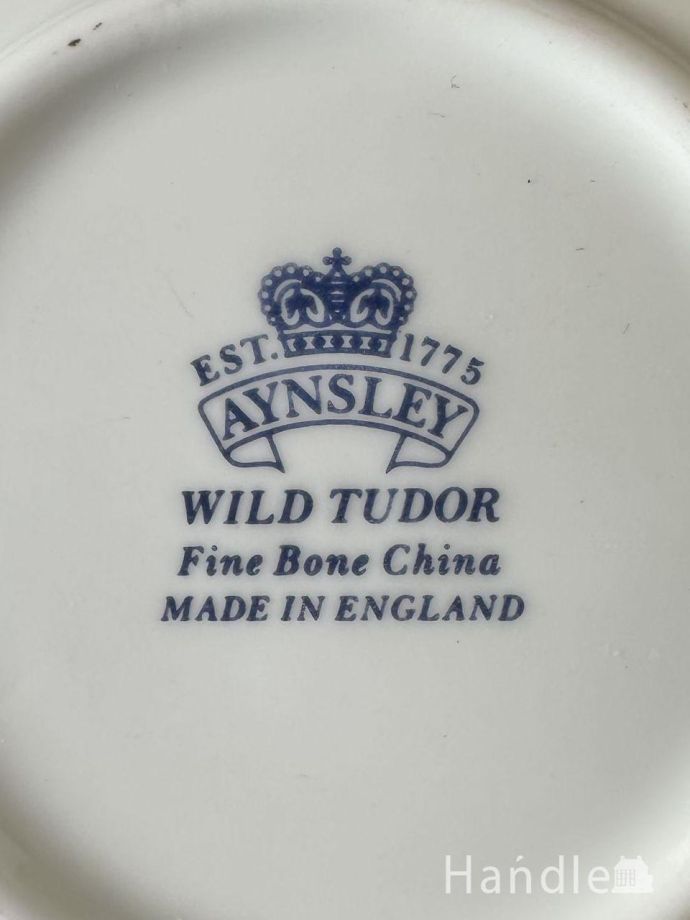 EST. 1775
AYNSLEY
WILD TUDOR
Fine Bone China
MADE IN ENGLAND
Handle